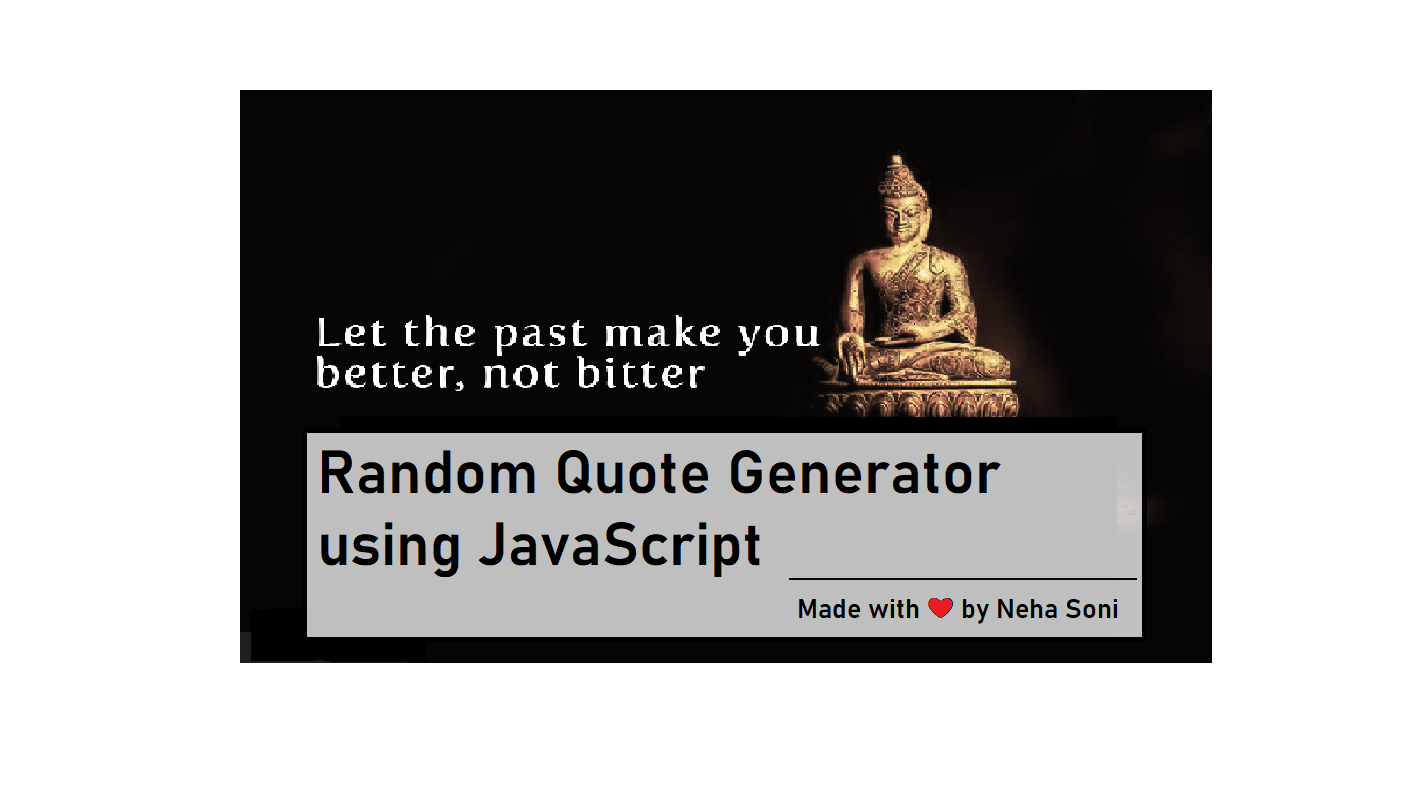 Let the past make you
better, not bitter
Random Quote Generator
using JavaScript
Made with ❤ by Neha Soni